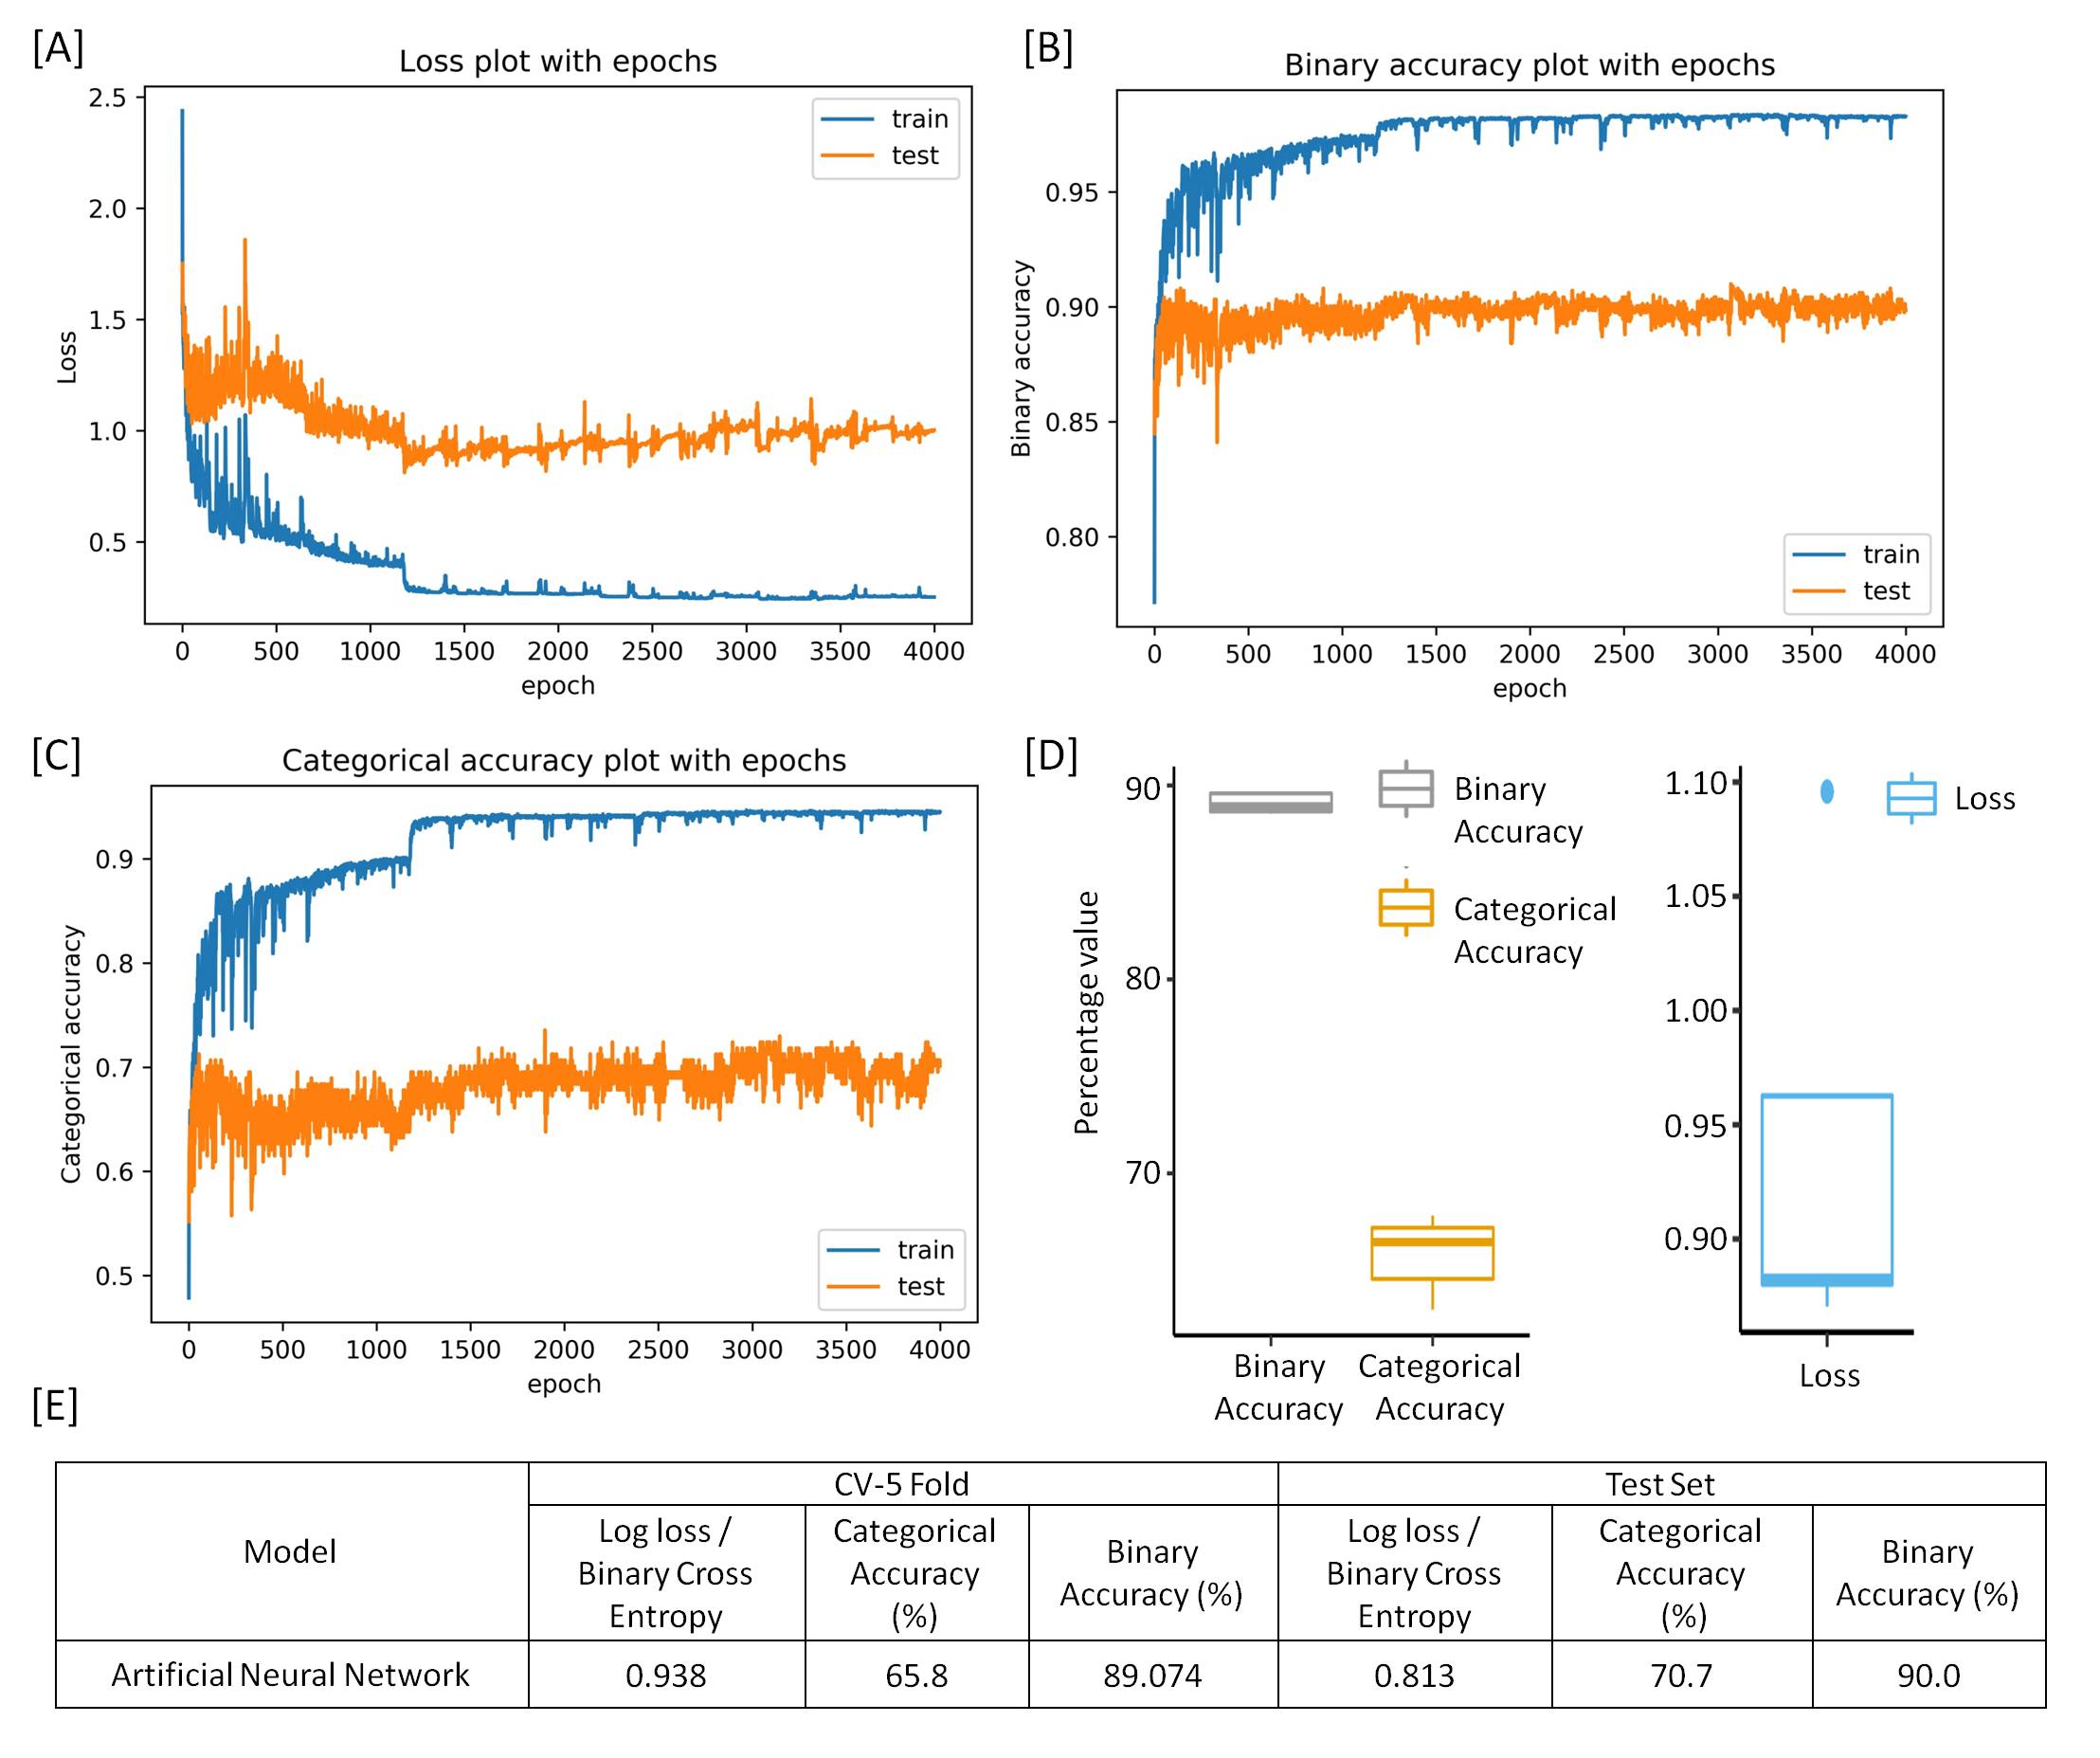 [A]
Loss plot with epochs
2.5
2.0
1.5
1.0
0.5
Loss
train
test
0 500 1000 1500 2000 2500 3000 3500 4000
epoch
[B]
Binary accuracy plot with epochs
0.95
0.90
0.85
0.80
Binary accuracy
train
test
0 500 1000 1500 2000 2500 3000 3500 4000
epoch
[C]
Categorical accuracy plot with epochs
0.9
0.8
0.7
0.6
0.5
Categorical accuracy
train
test
0 500 1000 1500 2000 2500 3000 3500 4000
epoch
[D]
90
80
70
Percentage value
Binary
Accuracy
Categorical
Accuracy
Binary
Accuracy
Categorical
Accuracy
1.10
1.05
1.00
0.95
0.90
Loss
Loss
[E]
Model
CV-5 Fold
Test Set
Log loss /
Binary Cross
Entropy
Categorical
Accuracy
(%)
Binary
Accuracy (%)
Log loss /
Binary Cross
Entropy
Categorical
Accuracy
(%)
Binary
Accuracy (%)
Artificial Neural Network 0.938 65.8 89.074 0.813 70.7 90.0